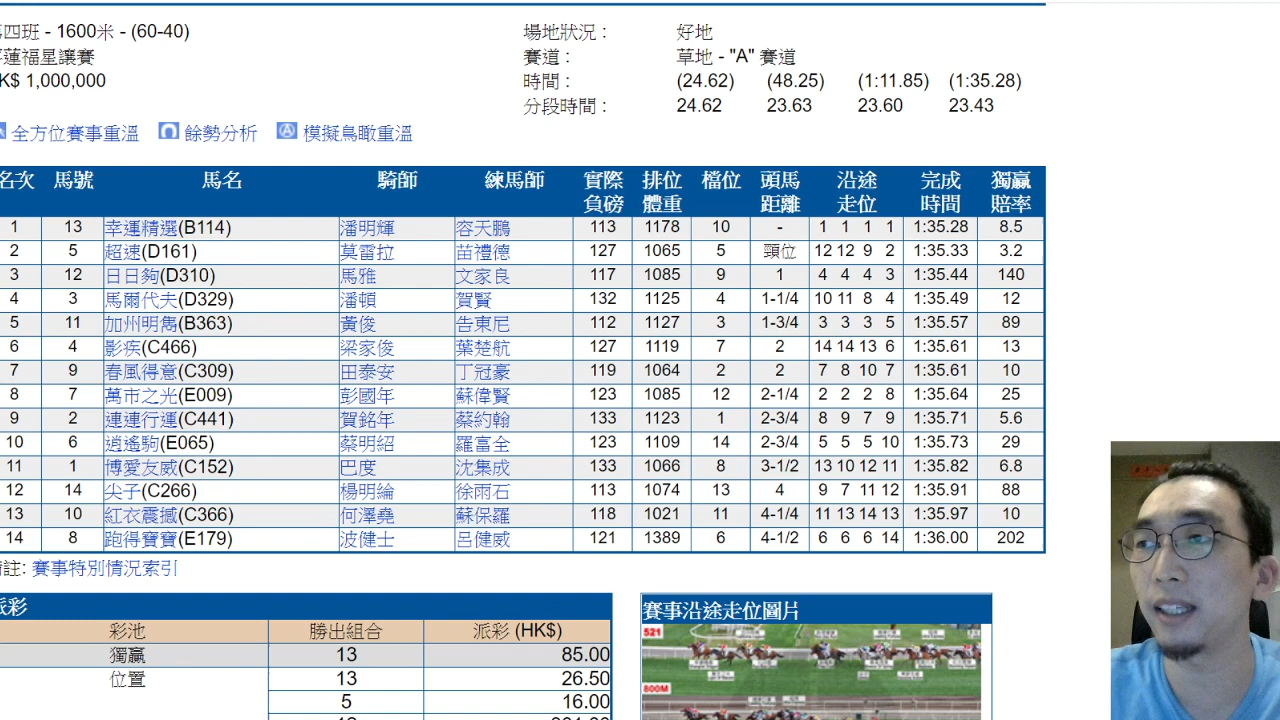 四班 - 1600米 - (60-40)
場地狀況 :
好地
蓮福星讓賽
賽道 :
草地 - "A" 賽道
K$ 1,000,000
時間 :
(24.62) (48.25) (1:11.85) (1:35.28)
分段時間 :
24.62 23.63 23.60 23.43
全方位賽事重溫 餘勢分析 模擬鳥瞰重溫
名次 馬號 馬名 騎師 練馬師 實際負磅 排位體重 檔位 頭馬距離 沿途走位 完成時間 獨贏賠率
1 13 幸運精選(B114) 潘明輝 容天鵬 113 1178 10 - 1 1 1 1 1:35.28 8.5
2 5 超速(D161) 莫雷拉 苗禮德 127 1065 5 頸位 12 12 9 2 1:35.33 3.2
3 12 日日夠(D310) 馬雅 文家良 117 1085 9 1 4 4 4 3 1:35.44 140
4 3 馬爾代夫(D329) 潘頓 賀賢 132 1125 4 1-1/4 10 11 8 4 1:35.49 12
5 11 加州明雋(B363) 黃俊 告東尼 112 1127 3 1-3/4 3 3 3 5 1:35.57 89
6 4 影疾(C466) 梁家俊 葉楚航 127 1119 7 2 14 14 13 6 1:35.61 13
7 9 春風得意(C309) 田泰安 丁冠豪 119 1064 2 2 7 8 10 7 1:35.61 10
8 7 萬市之光(E009) 彭國年 蘇偉賢 123 1085 12 2-1/4 2 2 2 8 1:35.64 25
9 2 連連行運(C441) 賀銘年 蔡約翰 133 1123 1 2-3/4 8 9 7 9 1:35.71 5.6
10 6 逍遙駒(E065) 蔡明紹 羅富全 123 1109 14 2-3/4 5 5 5 10 1:35.73 29
11 1 博愛友威(C152) 巴度 沈集成 133 1066 8 3-1/2 13 10 12 11 1:35.82 6.8
12 14 尖子(C266) 楊明綸 徐雨石 113 1074 13 4 9 7 11 12 1:35.91 88
13 10 紅衣震撼(C366) 何澤堯 蘇保羅 118 1021 11 4-1/4 11 13 14 13 1:35.97 10
14 8 跑得寶寶(E179) 波健士 呂健威 121 1389 6 4-1/2 6 6 6 14 1:36.00 202
註: 賽事特別情況索引
派彩
賽事沿途走位圖片
彩池 勝出組合 派彩 (HK$)
獨贏 13 85.00
位置 13 26.50
5 16.00
521
800M